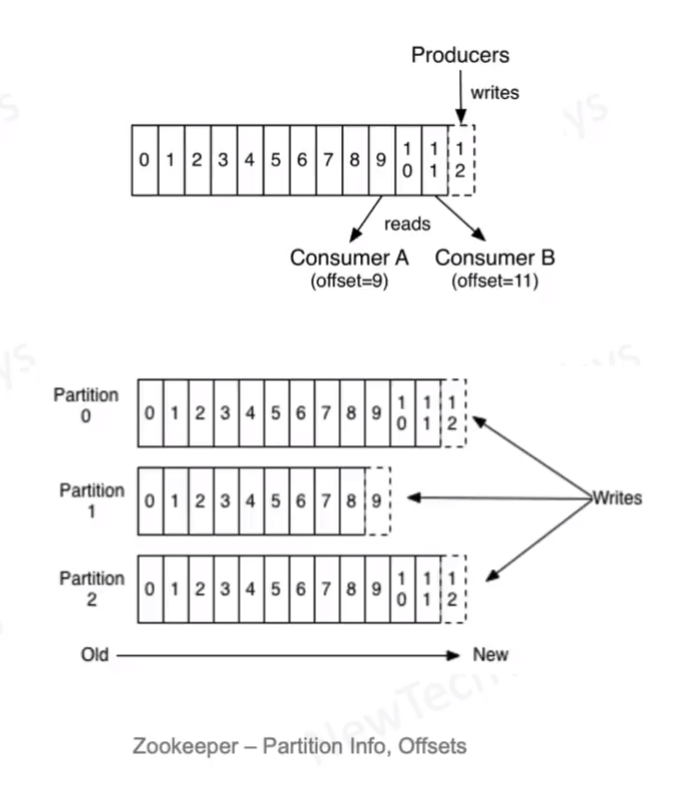 Producers
writes
0 1 2 3 4 5 6 7 8 9 10 11 12
reads
Consumer A Consumer B
(offset=9) (offset=11)
Partition
0
0 1 2 3 4 5 6 7 8 9 10 11 12
Partition
1
0 1 2 3 4 5 6 7 8 9
Writes
Partition
2
0 1 2 3 4 5 6 7 8 9 10 11 12
Old New
Zookeeper – Partition Info, Offsets